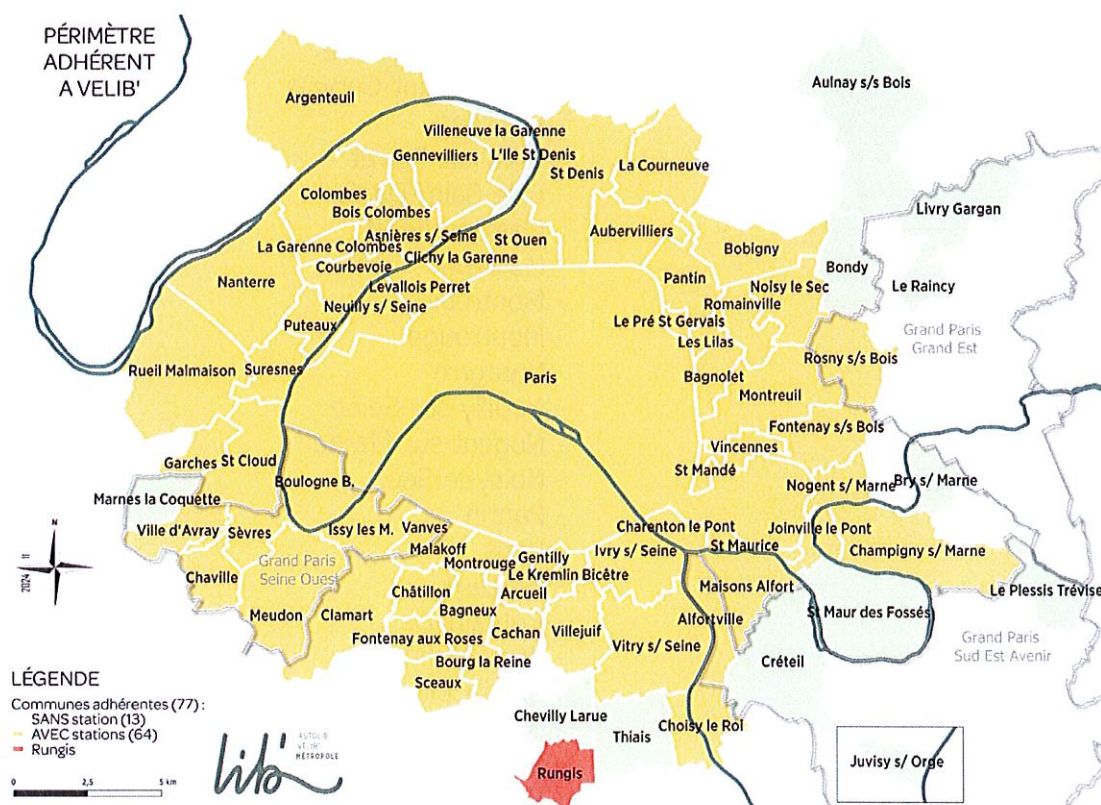 PÉRIMÈTRE
ADHÉRENT
A VELIB'
Aulnay s/s Bois
Argenteuil
Villeneuve la Garenne
Gennevilliers
L'Ile St Denis
St Denis
La Courneuve
Colombes
Bois Colombes
Livry Gargan
La Garenne Colombes
Asnières s/ Seine
St Ouen
Aubervilliers
Bobigny
Courbevoie
Clichy la Garenne
Bondy
Nanterre
Levallois Perret
Pantin
Noisy le Sec
Le Raincy
Neuilly s/ Seine
Romainville
Puteaux
Le Pré St Gervais
Grand Paris
Grand Est
Les Lilas
Rosny s/s Bois
Rueil Malmaison
Suresnes
Paris
Bagnolet
Montreuil
Fontenay s/s Bois
Vincennes
Garches
St Cloud
St Mandé
Boulogne B.
Nogent s/ Marne
Bry s/ Marne
Marnes la Coquette
Ville d'Avray
Sèvres
Issy les M.
Vanves
Charenton le Pont
Joinville le Pont
Malakoff
Gentilly
Ivry s/ Seine
St Maurice
Champigny s/ Marne
Grand Paris
Seine Ouest
Montrouge
Le Kremlin Bicêtre
Chaville
Châtillon
Arcueil
Maisons Alfort
Le Plessis Trévise
Meudon
Clamart
Bagneux
Alfortville
St Maur des Fossés
Fontenay aux Roses
Cachan
Villejuif
Vitry s/ Seine
Grand Paris
Sud Est Avenir
Bourg la Reine
Créteil
Sceaux
Chevilly Larue
Choisy le Roi
Thiais
Rungis
Juvisy s/ Orge
N
2024 11
LÉGENDE
Communes adhérentes (77) :
SANS station (13)
AVEC stations (64)
Rungis
0 2,5 5 km
AUTOLIB
VELIB'
MÉTROPOLE